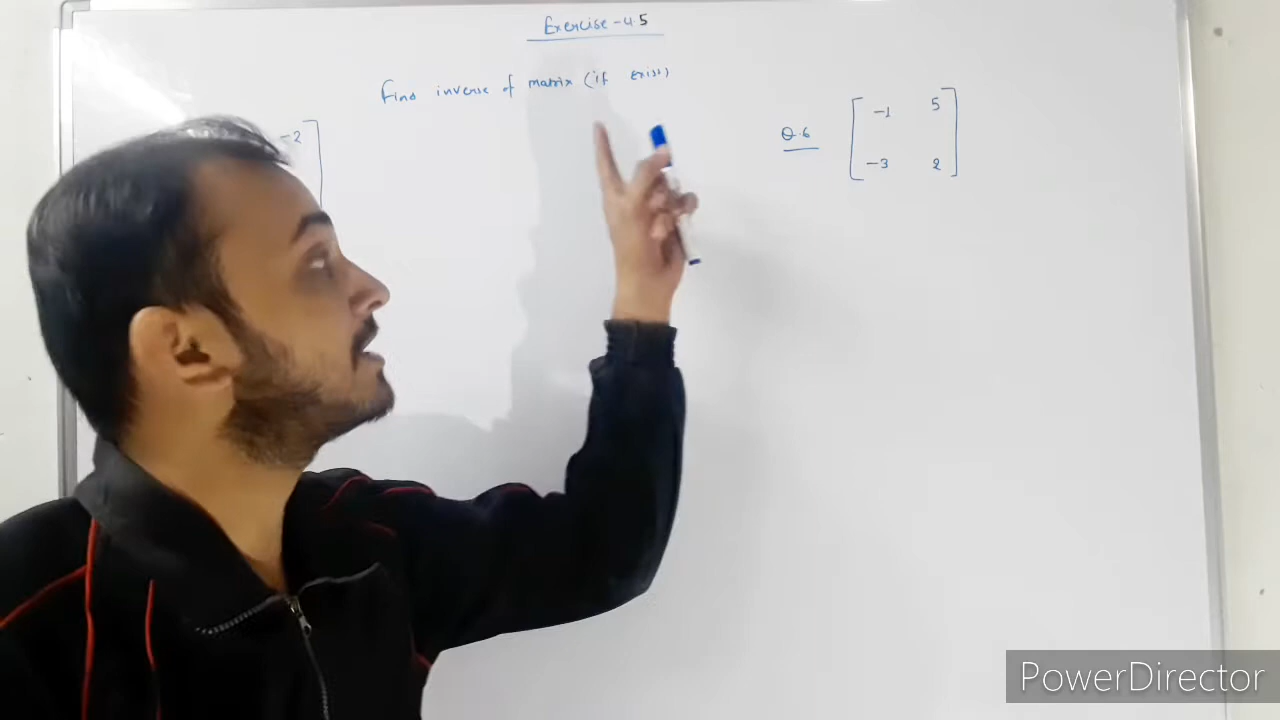 Exercise-4.5
Find inverse of matrix (if exist)
-2
Q.6
-1 5
-3 2
PowerDirector